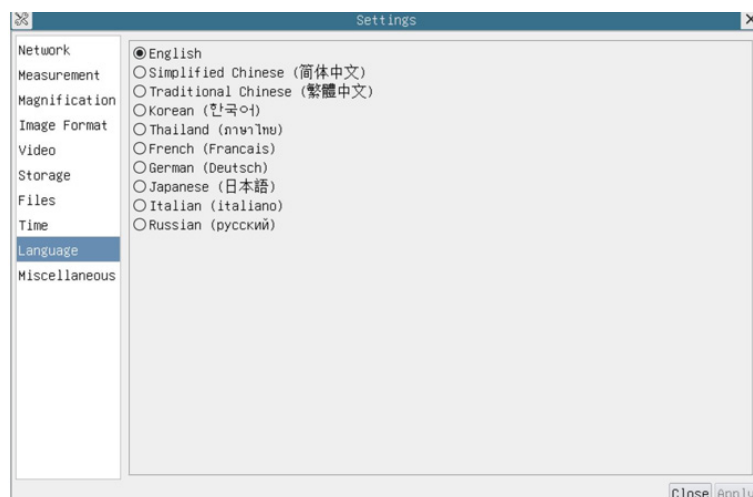 Settings
Network
Measurement
Magnification
Image Format
Video
Storage
Files
Time
Language
Miscellaneous
English
Simplified Chinese (简体中文)
Traditional Chinese (繁體中文)
Korean (한국어)
Thailand (ภาษาไทย)
French (Francais)
German (Deutsch)
Japanese (日本語)
Italian (italiano)
Russian (русский)
Close Apply